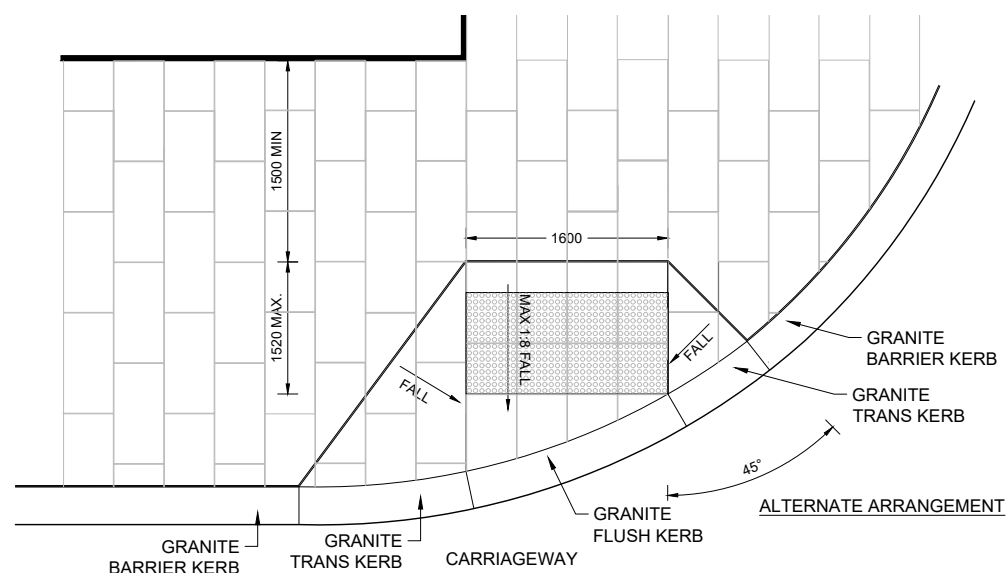 1500 MIN
1600
1520 MAX.
MAX 1:8 FALL
FALL
FALL
GRANITE
BARRIER KERB
GRANITE
TRANS KERB
45°
ALTERNATE ARRANGEMENT
GRANITE
FLUSH KERB
GRANITE
BARRIER KERB
GRANITE
TRANS KERB
CARRIAGEWAY